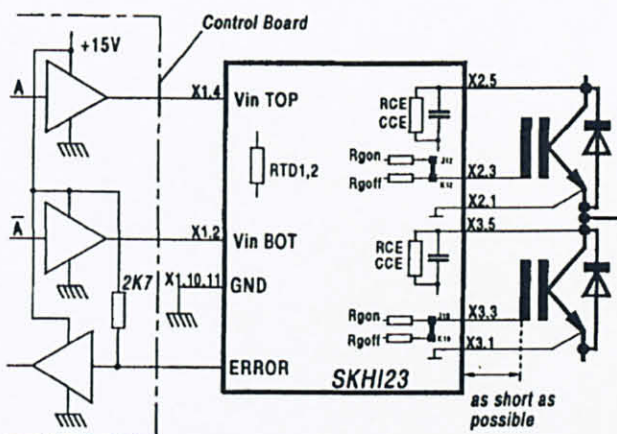 Control Board
+15V
A
X1,4
Vin TOP
RTD1,2
RCE
CCE
X2.5
Rgon
J12
Rgoff
K12
X2.3
X2.1
A
X1,2
Vin BOT
RCE
CCE
X3.5
2K7
X1,10,11
GND
Rgon
Rgoff
X3.3
X3.1
ERROR
SKHI23
as short as
possible